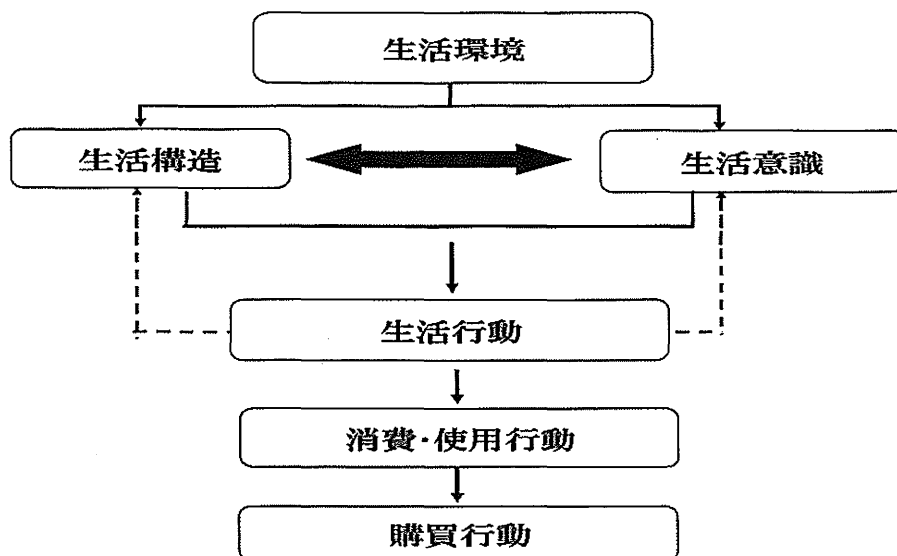 生活環境
生活構造
生活意識
生活行動
消費・使用行動
購買行動